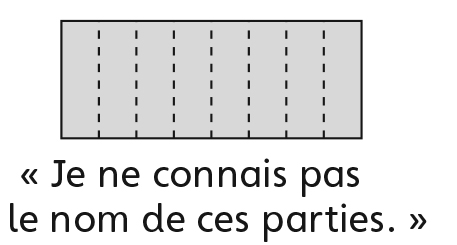 « Je ne connais pas
le nom de ces parties. »